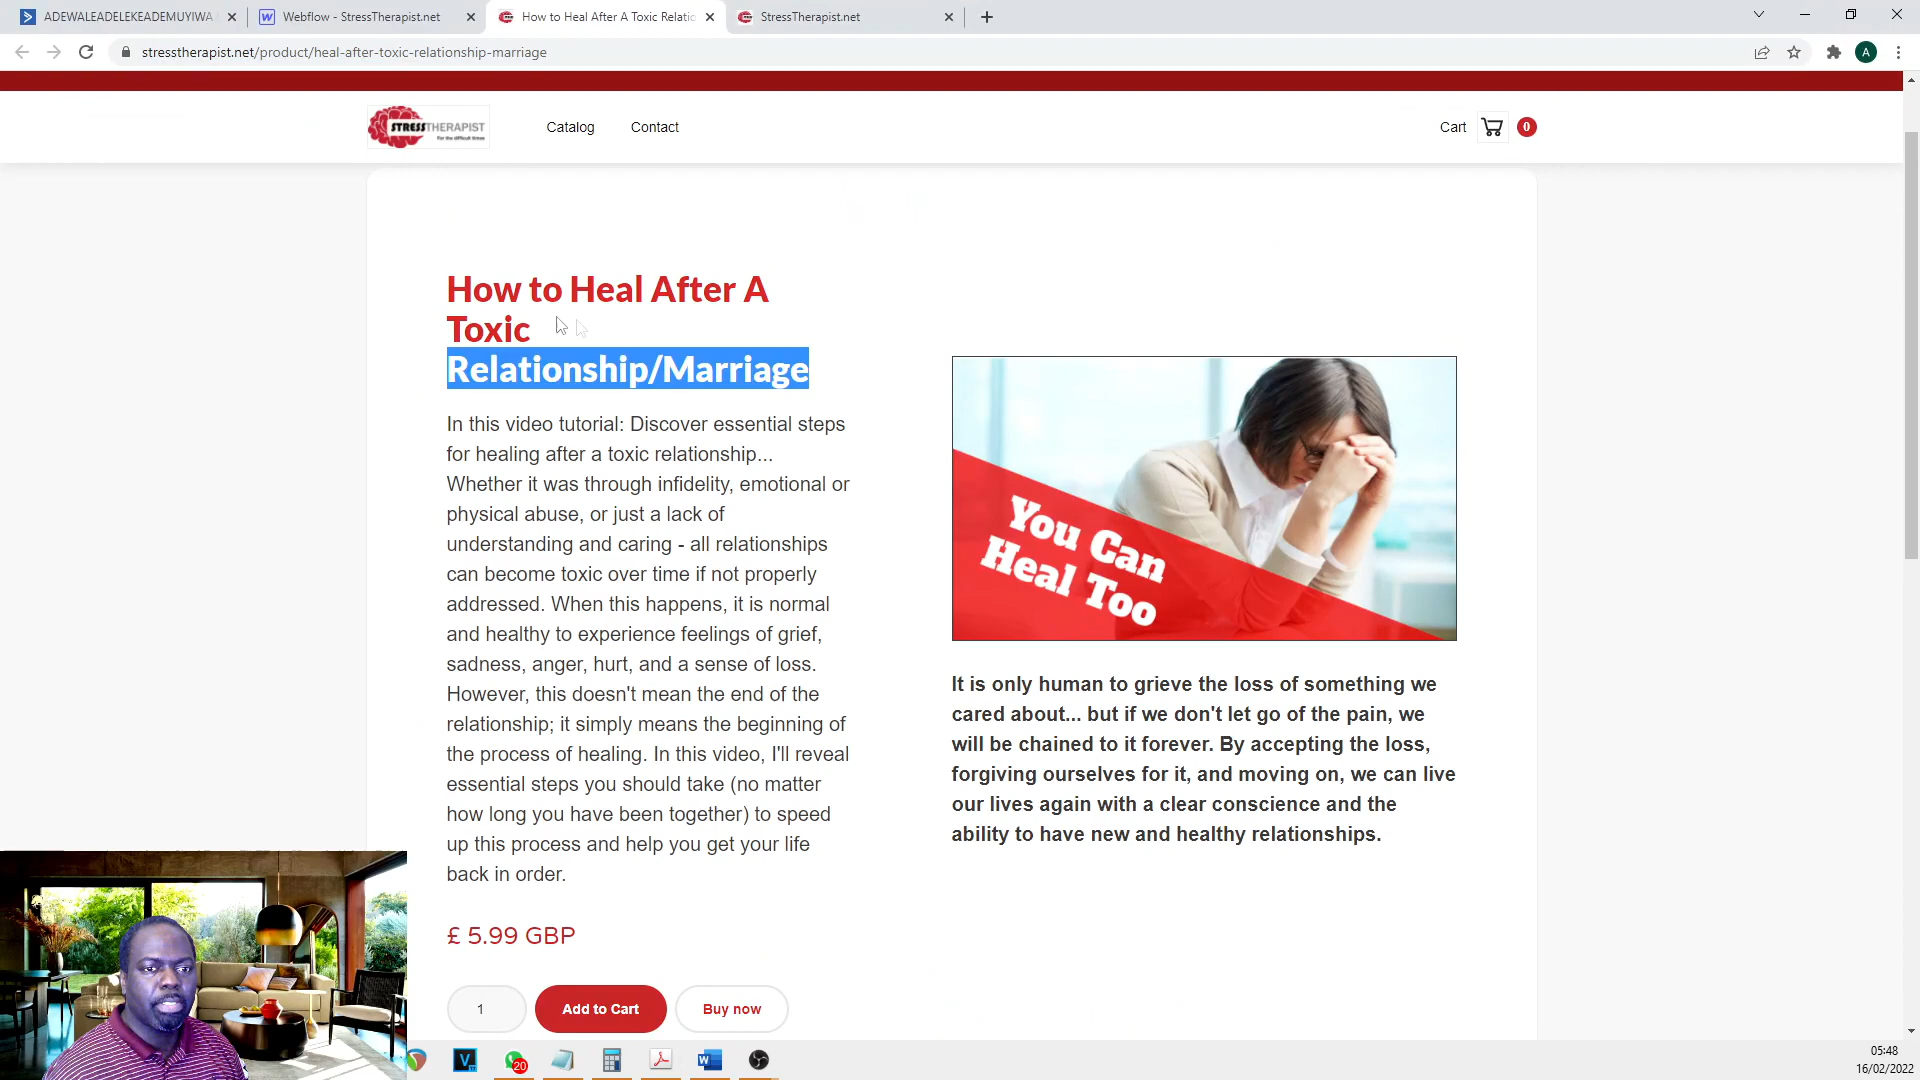 ADEWALEADELEKEADEMUYIWA
Webflow - StressTherapist.net
How to Heal After A Toxic Relatio
StressTherapist.net
stresstherapist.net/product/heal-after-toxic-relationship-marriage
A
STRESSTHERAPIST
For the difficult times
Catalog
Contact
Cart
0
How to Heal After A
Toxic
Relationship/Marriage
In this video tutorial: Discover essential steps
for healing after a toxic relationship...
Whether it was through infidelity, emotional or
physical abuse, or just a lack of
understanding and caring - all relationships
can become toxic over time if not properly
addressed. When this happens, it is normal
and healthy to experience feelings of grief,
sadness, anger, hurt, and a sense of loss.
However, this doesn't mean the end of the
relationship; it simply means the beginning of
the process of healing. In this video, I'll reveal
essential steps you should take (no matter
how long you have been together) to speed
up this process and help you get your life
back in order.
£ 5.99 GBP
1
Add to Cart
Buy now
You Can
Heal Too
It is only human to grieve the loss of something we
cared about... but if we don't let go of the pain, we
will be chained to it forever. By accepting the loss,
forgiving ourselves for it, and moving on, we can live
our lives again with a clear conscience and the
ability to have new and healthy relationships.
V
20
W
05:48
16/02/2022